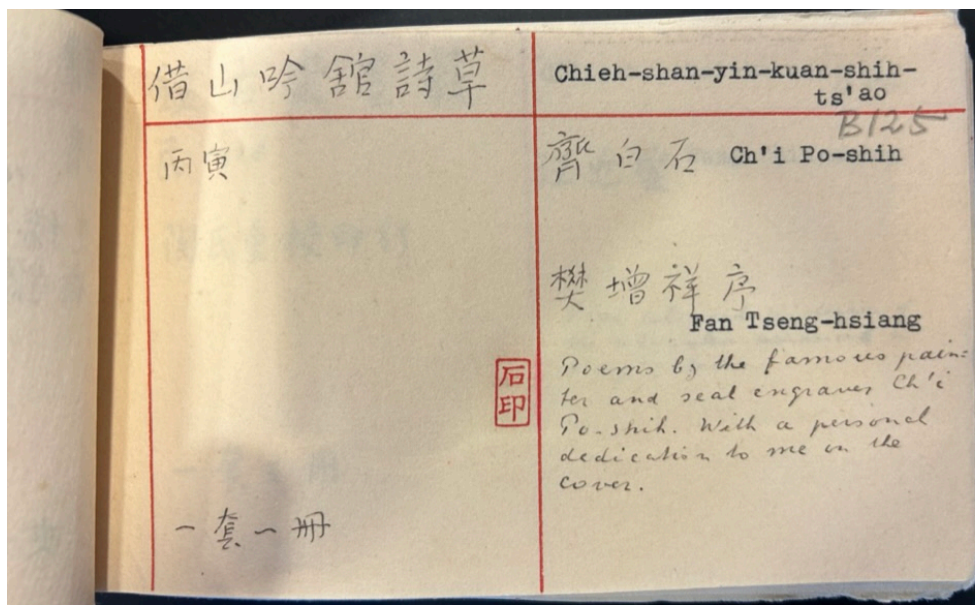 借山吟舘詩草
Chieh-shan-yin-kuan-shih-
ts'ao
B125
丙寅
齊白石 Ch'i Po-shih
樊增祥序
Fan Tseng-hsiang
石印
Poems by the famous pain-
ter and seal engraver Ch'i
Po-shih. With a personal
dedication to me on the
cover.
一套一冊